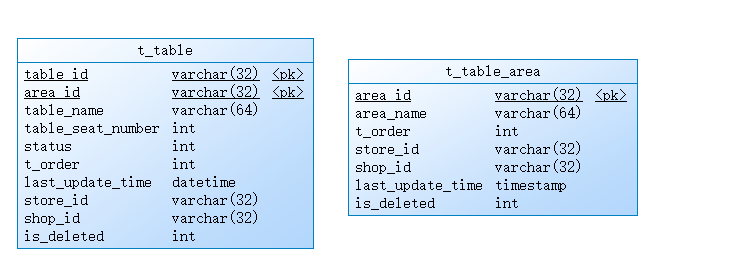 t_table
table_id varchar(32) <pk>
area_id varchar(32) <pk>
table_name varchar(64)
table_seat_number int
status int
t_order int
last_update_time datetime
store_id varchar(32)
shop_id varchar(32)
is_deleted int
t_table_area
area_id varchar(32) <pk>
area_name varchar(64)
t_order int
store_id varchar(32)
shop_id varchar(32)
last_update_time timestamp
is_deleted int